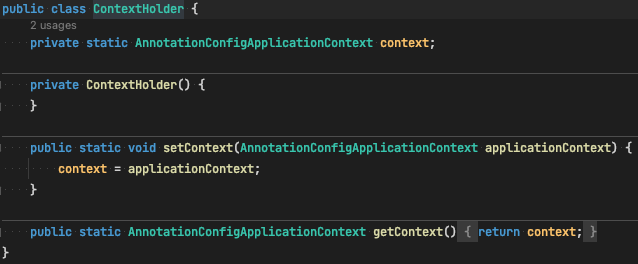 public class ContextHolder {
2 usages
private static AnnotationConfigApplicationContext context;
private ContextHolder() {
}
public static void setContext(AnnotationConfigApplicationContext applicationContext) {
context = applicationContext;
}
public static AnnotationConfigApplicationContext getContext() { return context; }
}